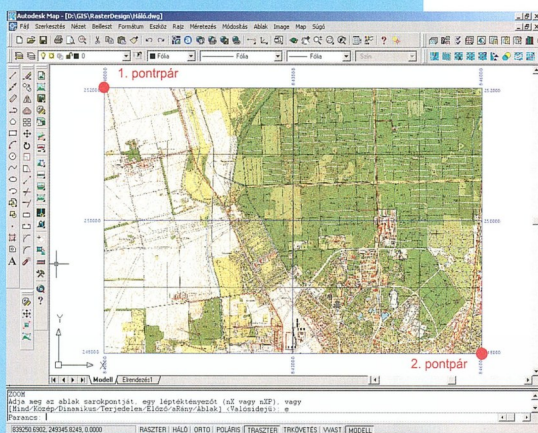 Autodesk Map - [D:\GIS\RasterDesign\Háló.dwg]
Fájl Szerkesztés Nézet Beilleszt Formátum Eszköz Rajz Méretezés Módosítás Ablak Image Map Súgó
Fólia
Fólia
Fólia
Szín
1. pontpár
2. pontpár
Y
X
Modell Elrendezés1
ZOOM
Adja meg az ablak sarokpontját, egy léptéktényezőt (nX vagy nXP), vagy
[Mind/Közép/Dinamikus/Terjedelem/Előző/aRány/Ablak] <Valósidejű>: e
Parancs:
839250.6902, 249345.8249, 0.0000 RASZTER HÁLÓ ORTO POLÁRIS TRASZTER TRKÖVETÉS VVAST MODELL